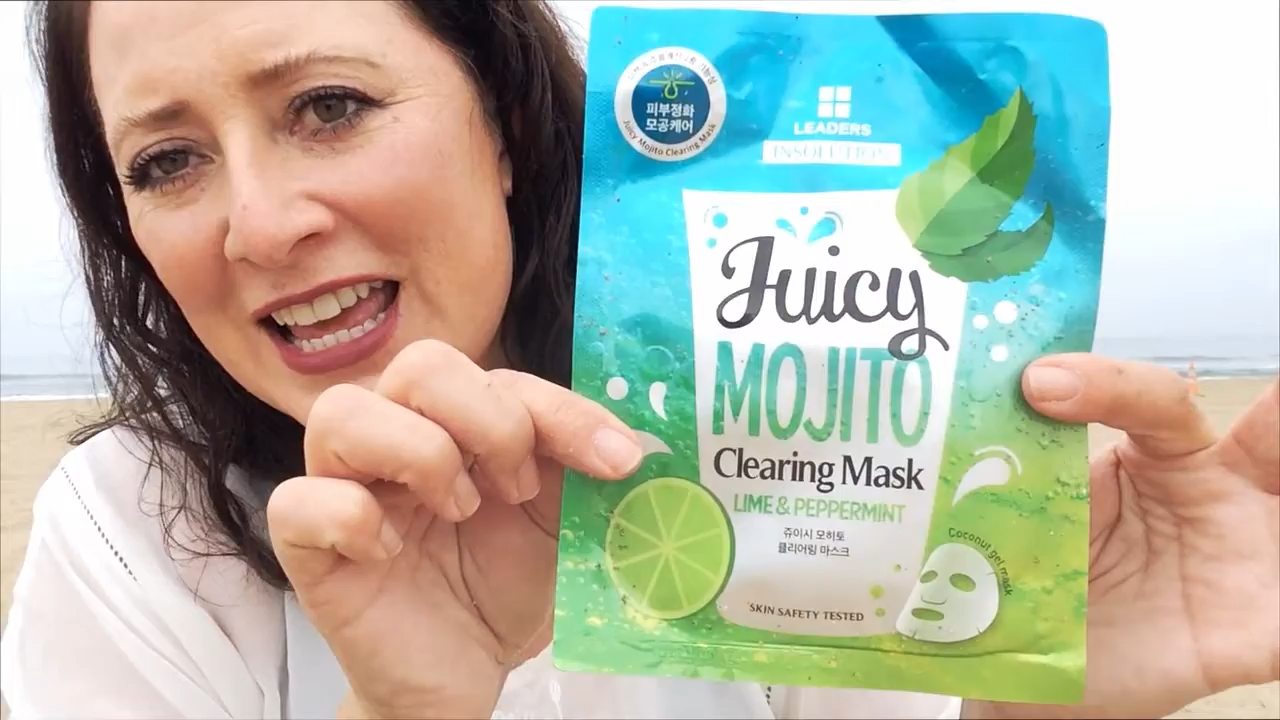 피부정화
모공케어
Juicy Mojito Clearing Mask
LEADERS
INSOLUTION
Juicy
MOJITO
Clearing Mask
LIME & PEPPERMINT
쥬이시 모히토
클리어링 마스크
Coconut gel mask
SKIN SAFETY TESTED